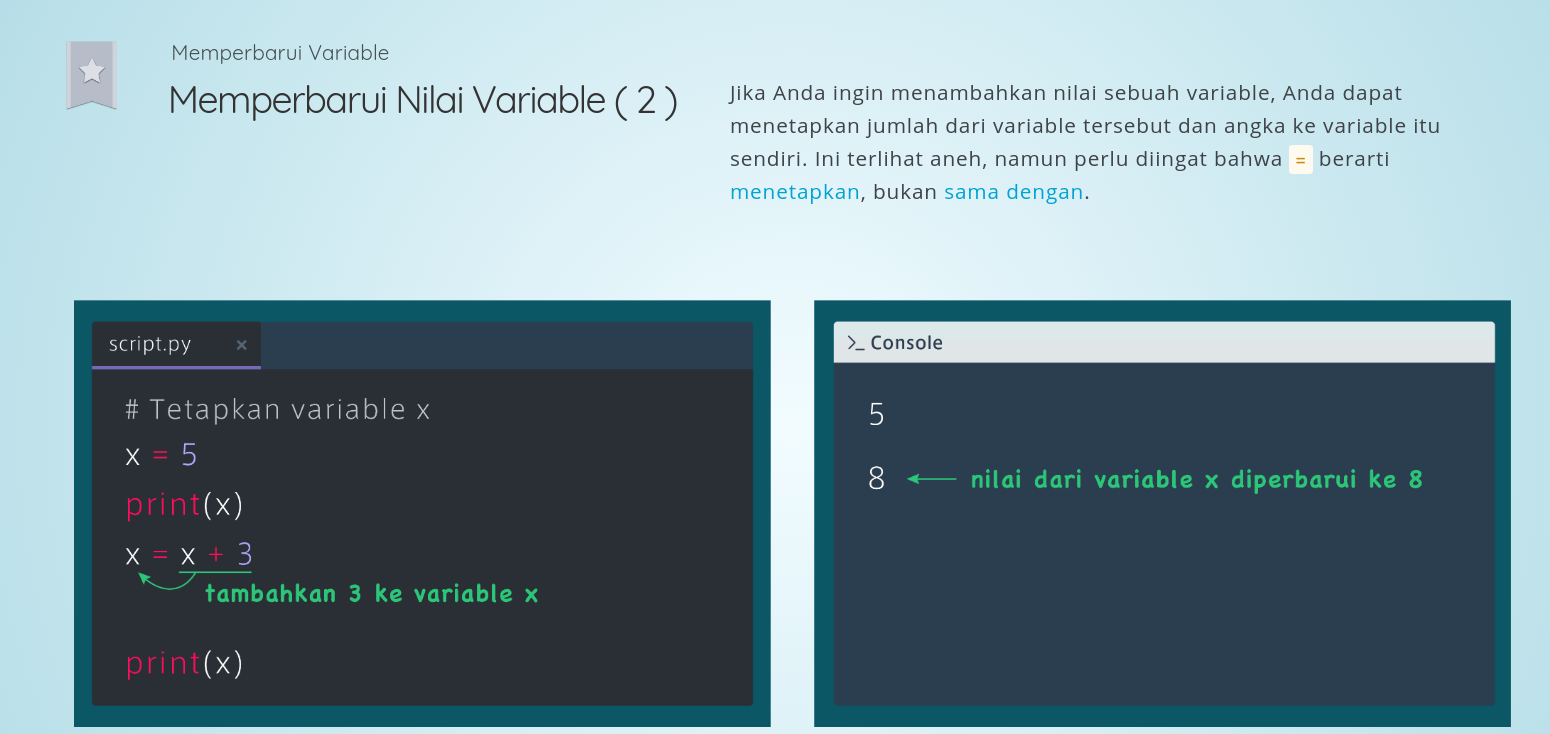 Memperbarui Variable
Memperbarui Nilai Variable ( 2 )
Jika Anda ingin menambahkan nilai sebuah variable, Anda dapat
menetapkan jumlah dari variable tersebut dan angka ke variable itu
sendiri. Ini terlihat aneh, namun perlu diingat bahwa = berarti
menetapkan, bukan sama dengan.
script.py ×
# Tetapkan variable x
x = 5
print(x)
x = x + 3
tambahkan 3 ke variable x
print(x)
>_ Console
5
8 ← nilai dari variable x diperbarui ke 8